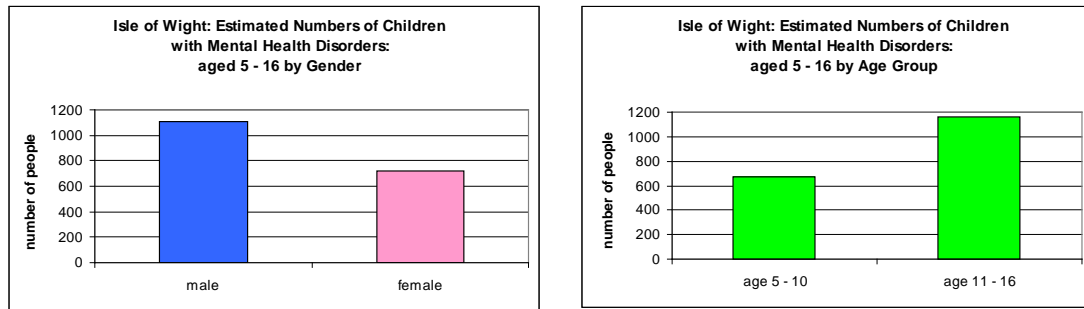 Isle of Wight: Estimated Numbers of Children
with Mental Health Disorders:
aged 5 - 16 by Gender
1200
1000
800
600
400
200
0
number of people
male
female
Isle of Wight: Estimated Numbers of Children
with Mental Health Disorders:
aged 5 - 16 by Age Group
1200
1000
800
600
400
200
0
number of people
age 5 - 10
age 11 - 16